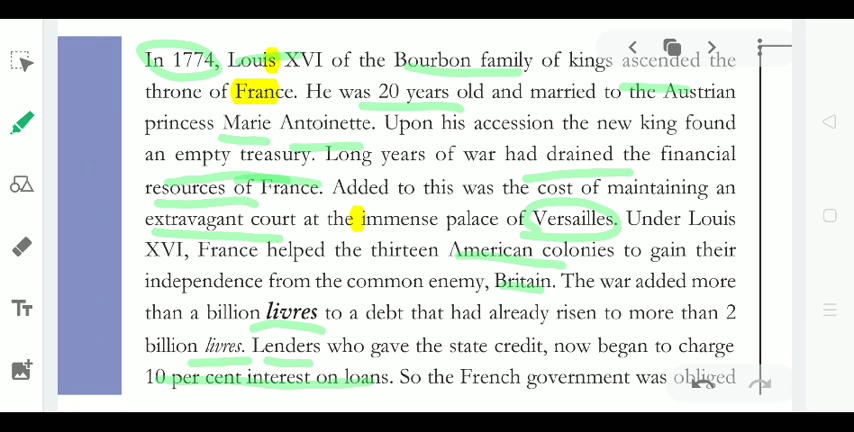 In 1774, Louis XVI of the Bourbon family of kings ascended the
throne of France. He was 20 years old and married to the Austrian
princess Marie Antoinette. Upon his accession the new king found
an empty treasury. Long years of war had drained the financial
resources of France. Added to this was the cost of maintaining an
extravagant court at the immense palace of Versailles. Under Louis
XVI, France helped the thirteen American colonies to gain their
independence from the common enemy, Britain. The war added more
than a billion livres to a debt that had already risen to more than 2
billion livres. Lenders who gave the state credit, now began to charge
10 per cent interest on loans. So the French government was obliged
Tт